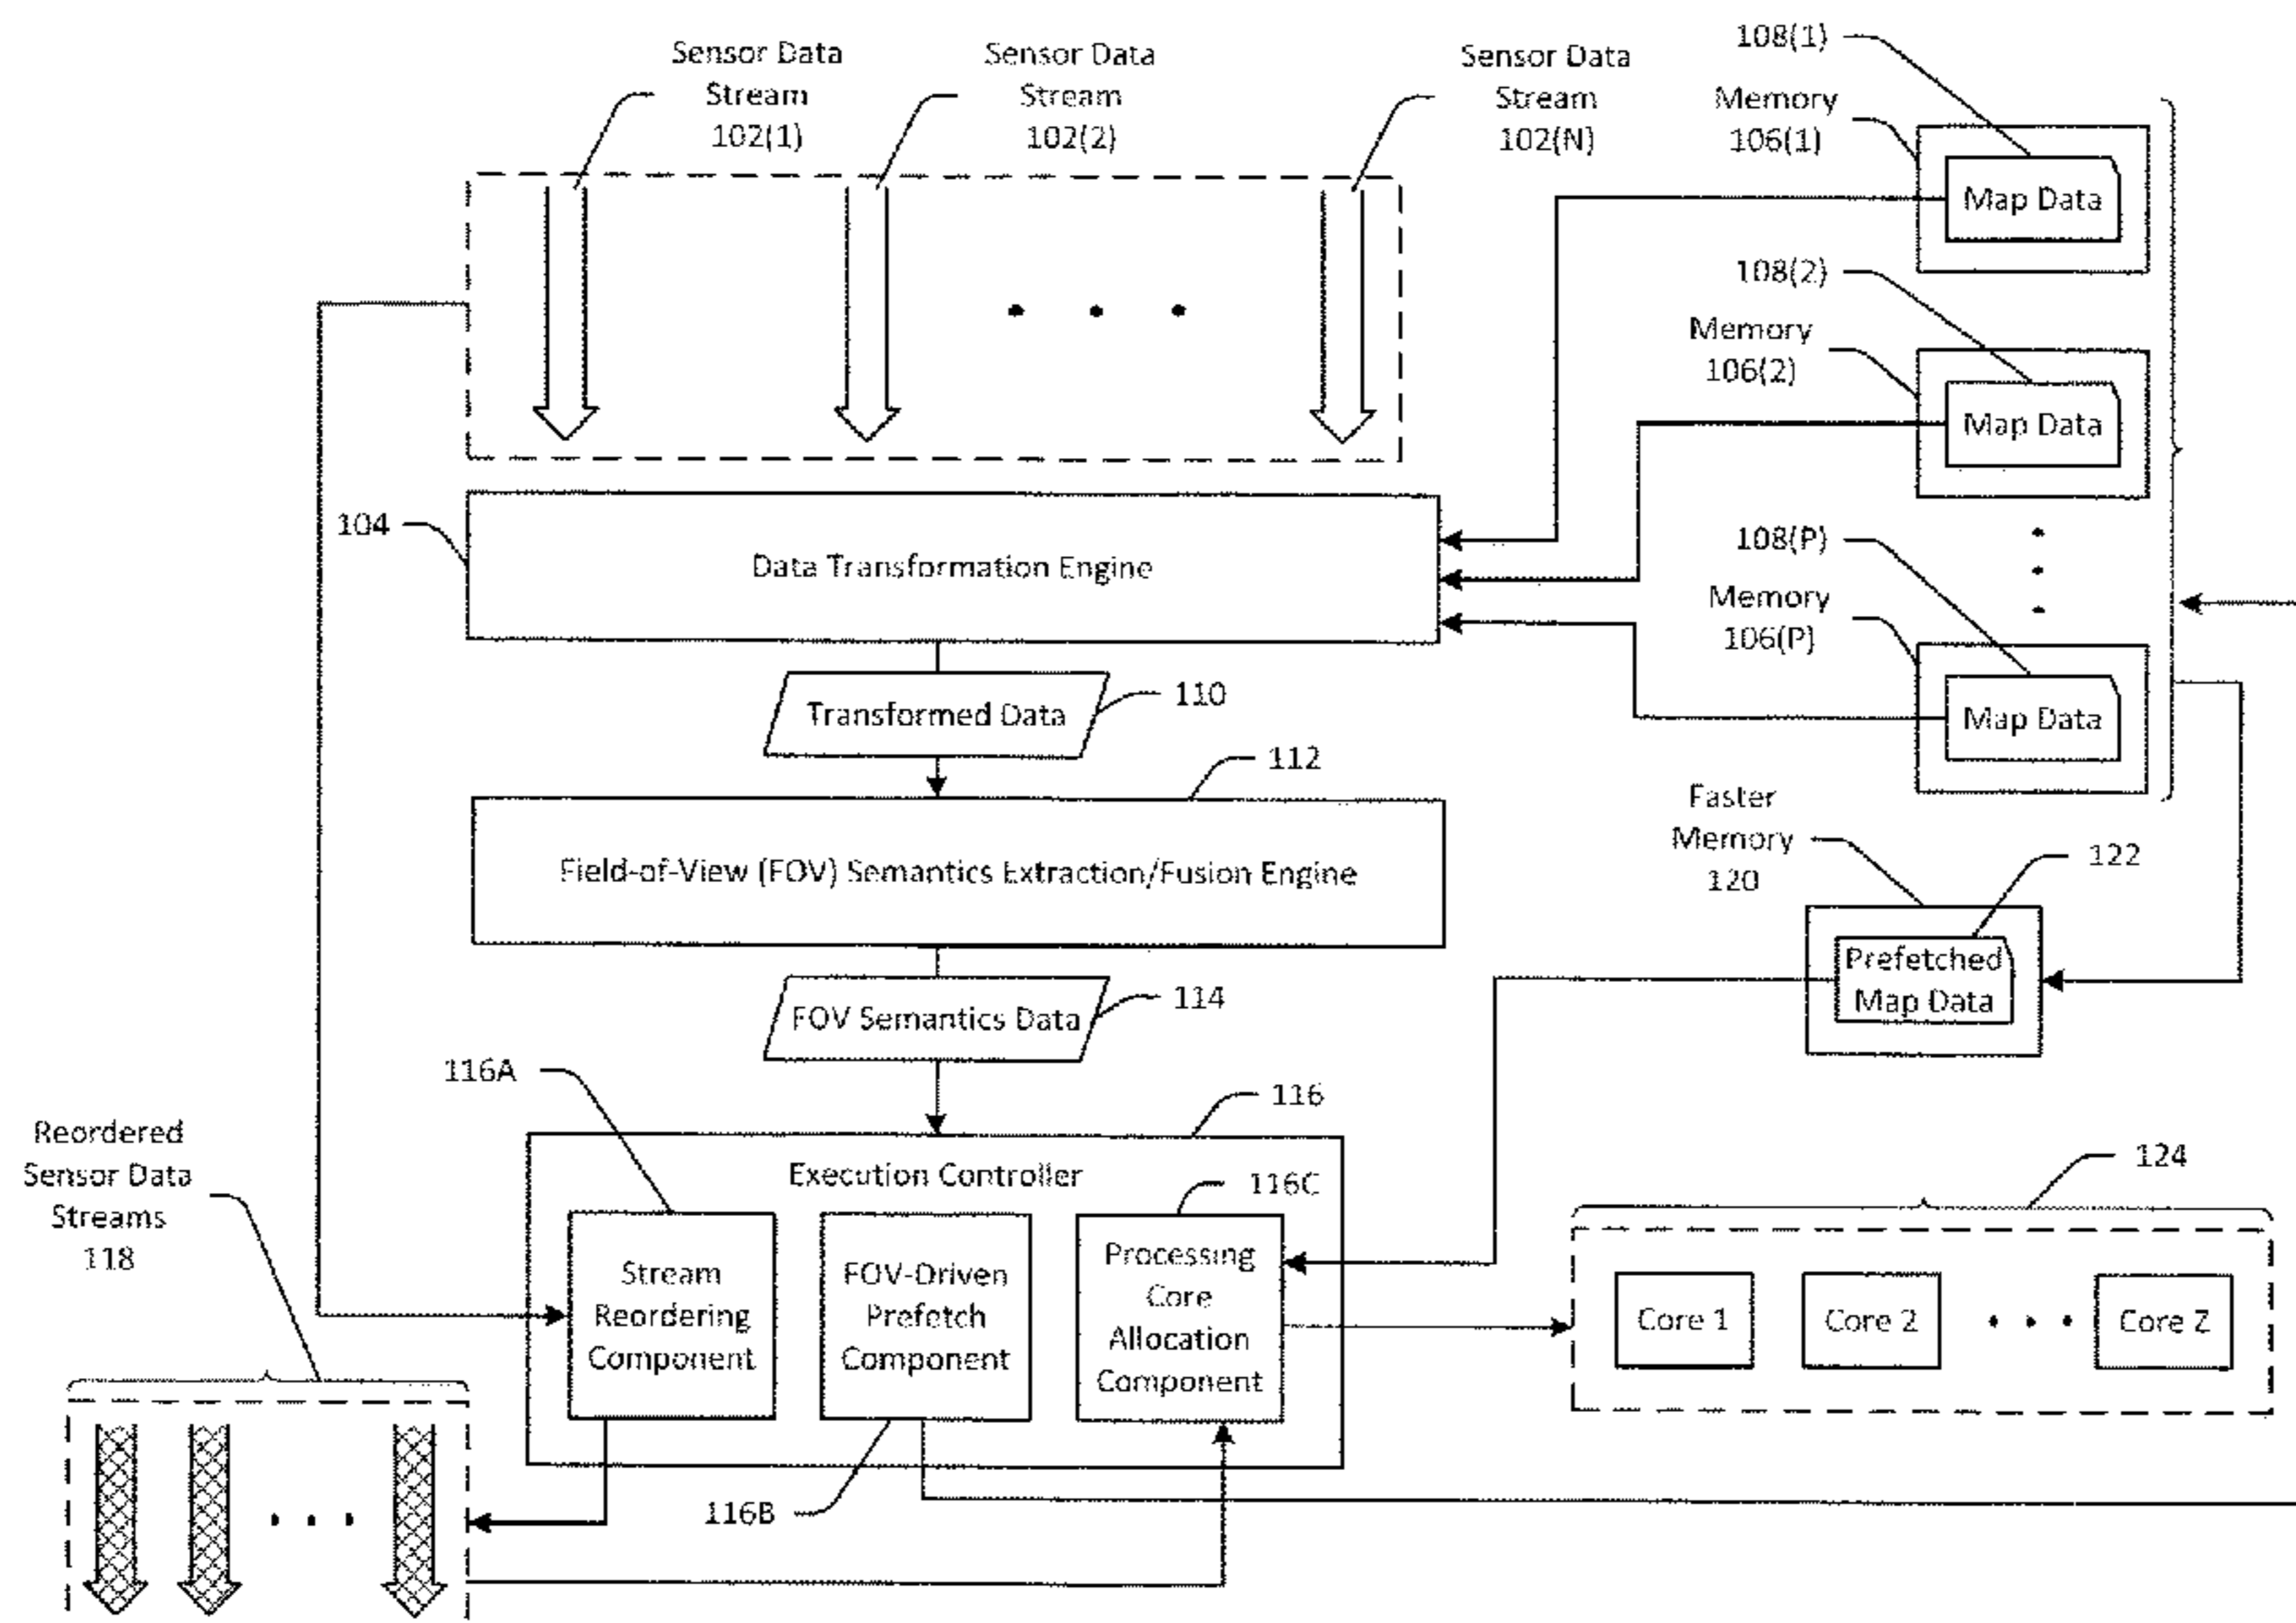 Sensor Data
Stream
102(1)
Sensor Data
Stream
102(2)
Sensor Data
Stream
102(N)
108(1)
Memory
106(1)
Map Data
108(2)
Memory
106(2)
Map Data
108(P)
Memory
106(P)
Map Data
104
Data Transformation Engine
Transformed Data
110
112
Field-of-View (FOV) Semantics Extraction/Fusion Engine
Faster
Memory
120
122
Prefetched
Map Data
FOV Semantics Data
114
116A
116
Execution Controller
116C
Reordered
Sensor Data
Streams
118
Stream
Reordering
Component
FOV-Driven
Prefetch
Component
Processing
Core
Allocation
Component
124
Core 1
Core 2
Core Z
116B